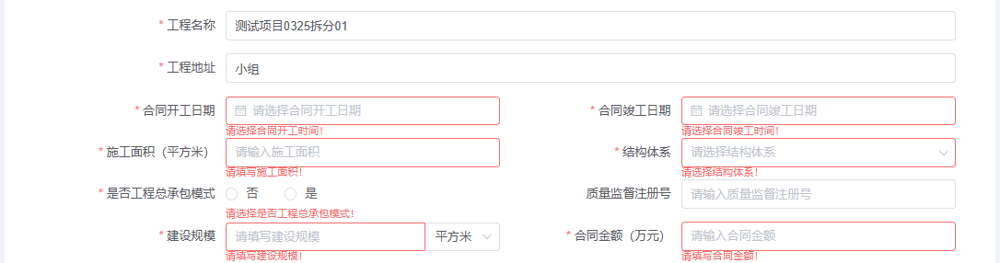 * 工程名称 测试项目0325拆分01
* 工程地址 小组
* 合同开工日期 请选择合同开工日期 * 合同竣工日期 请选择合同竣工日期
请选择合同开工时间! 请选择合同竣工时间!
* 施工面积（平方米） 请输入施工面积 * 结构体系 请选择结构体系
请填写施工面积! 请选择结构体系!
* 是否工程总承包模式 否 是 质量监督注册号 请输入质量监督注册号
请选择是否工程总承包模式!
* 建设规模 请填写建设规模 平方米 * 合同金额（万元） 请输入合同金额
请填写建设规模! 请填写合同金额!